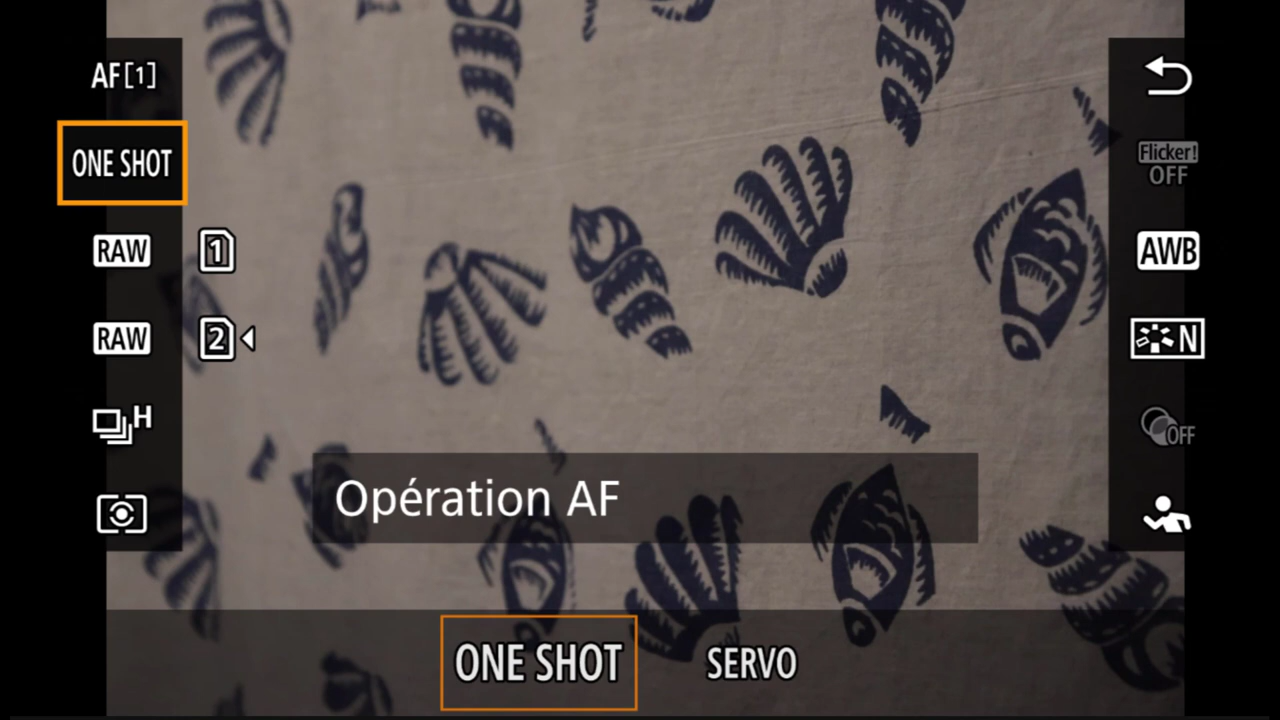 AF[1]
ONE SHOT
RAW 1
RAW 2
H
Opération AF
ONE SHOT SERVO
Flicker!
OFF
AWB
N
OFF